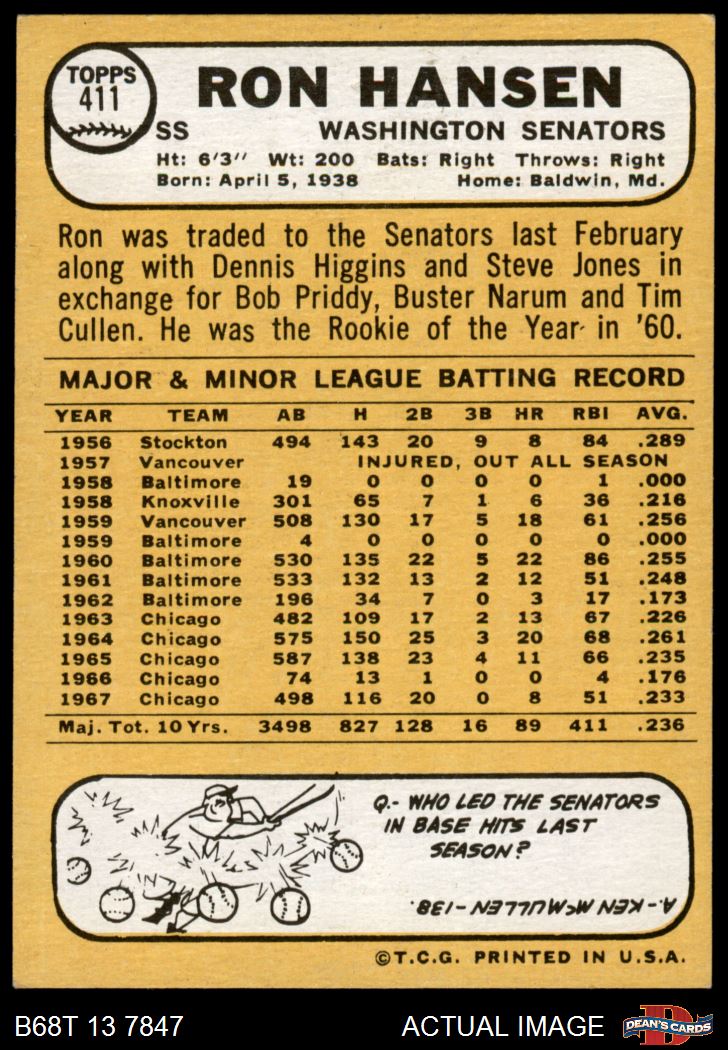 TOPPS
411
RON HANSEN
SS WASHINGTON SENATORS
Ht: 6'3" Wt: 200 Bats: Right Throws: Right
Born: April 5, 1938 Home: Baldwin, Md.
Ron was traded to the Senators last February
along with Dennis Higgins and Steve Jones in
exchange for Bob Priddy, Buster Narum and Tim
Cullen. He was the Rookie of the Year in '60.
MAJOR & MINOR LEAGUE BATTING RECORD
YEAR TEAM AB H 2B 3B HR RBI AVG.
1956 Stockton 494 143 20 9 8 84 .289
1957 Vancouver INJURED, OUT ALL SEASON
1958 Baltimore 19 0 0 0 0 1 .000
1958 Knoxville 301 65 7 1 6 36 .216
1959 Vancouver 508 130 17 5 18 61 .256
1959 Baltimore 4 0 0 0 0 0 .000
1960 Baltimore 530 135 22 5 22 86 .255
1961 Baltimore 533 132 13 2 12 51 .248
1962 Baltimore 196 34 7 0 3 17 .173
1963 Chicago 482 109 17 2 13 67 .226
1964 Chicago 575 150 25 3 20 68 .261
1965 Chicago 587 138 23 4 11 66 .235
1966 Chicago 74 13 1 0 0 4 .176
1967 Chicago 498 116 20 0 8 51 .233
Maj. Tot. 10 Yrs. 3498 827 128 16 89 411 .236
Q.- WHO LED THE SENATORS
IN BASE HITS LAST
SEASON?
A.- KEN McMULLEN-138.
©T.C.G. PRINTED IN U.S.A.
B68T 13 7847 ACTUAL IMAGE
DEAN'S CARDS